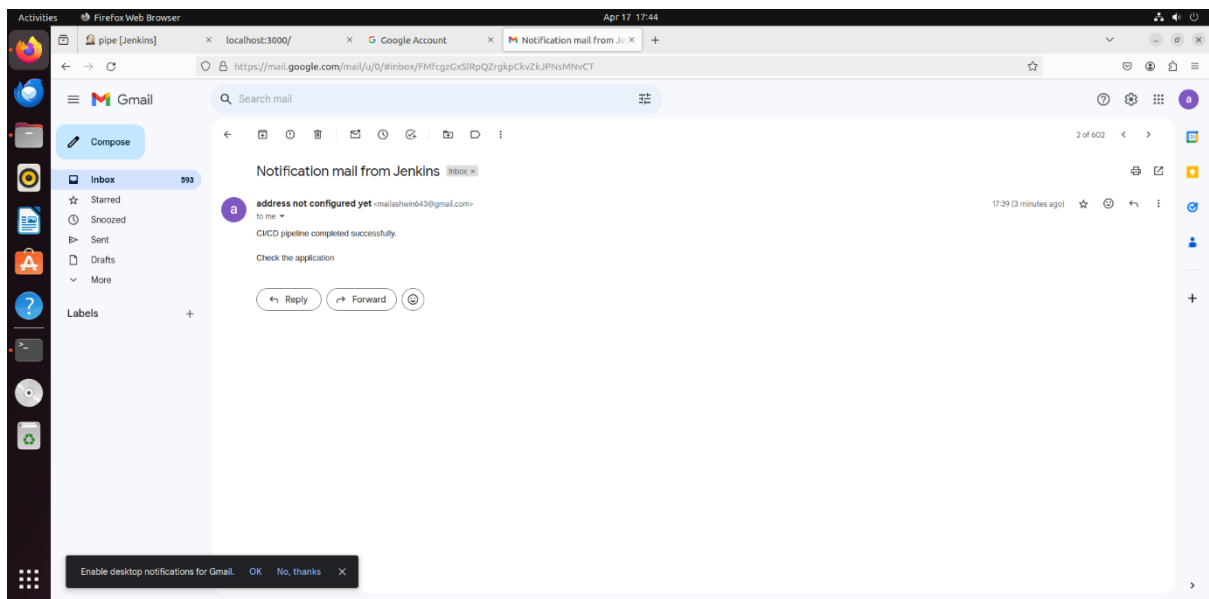 Activities Firefox Web Browser Apr 17 17:44
pipe [Jenkins] × localhost:3000/ × Google Account × Notification mail from Je × +
https://mail.google.com/mail/u/0/#inbox/FMfcgzGxSlRpQZrgkpCkvZkJPNsMNvCT
Gmail
Search mail
a
Compose
2 of 602
31
Inbox 593
Starred
Snoozed
Sent
Drafts
More
Labels +
Notification mail from Jenkins Inbox ×
a
address not configured yet <mailashwin643@gmail.com>
17:39 (3 minutes ago)
to me
CI/CD pipeline completed successfully.
Check the application
Reply
Forward
Enable desktop notifications for Gmail. OK No, thanks ×